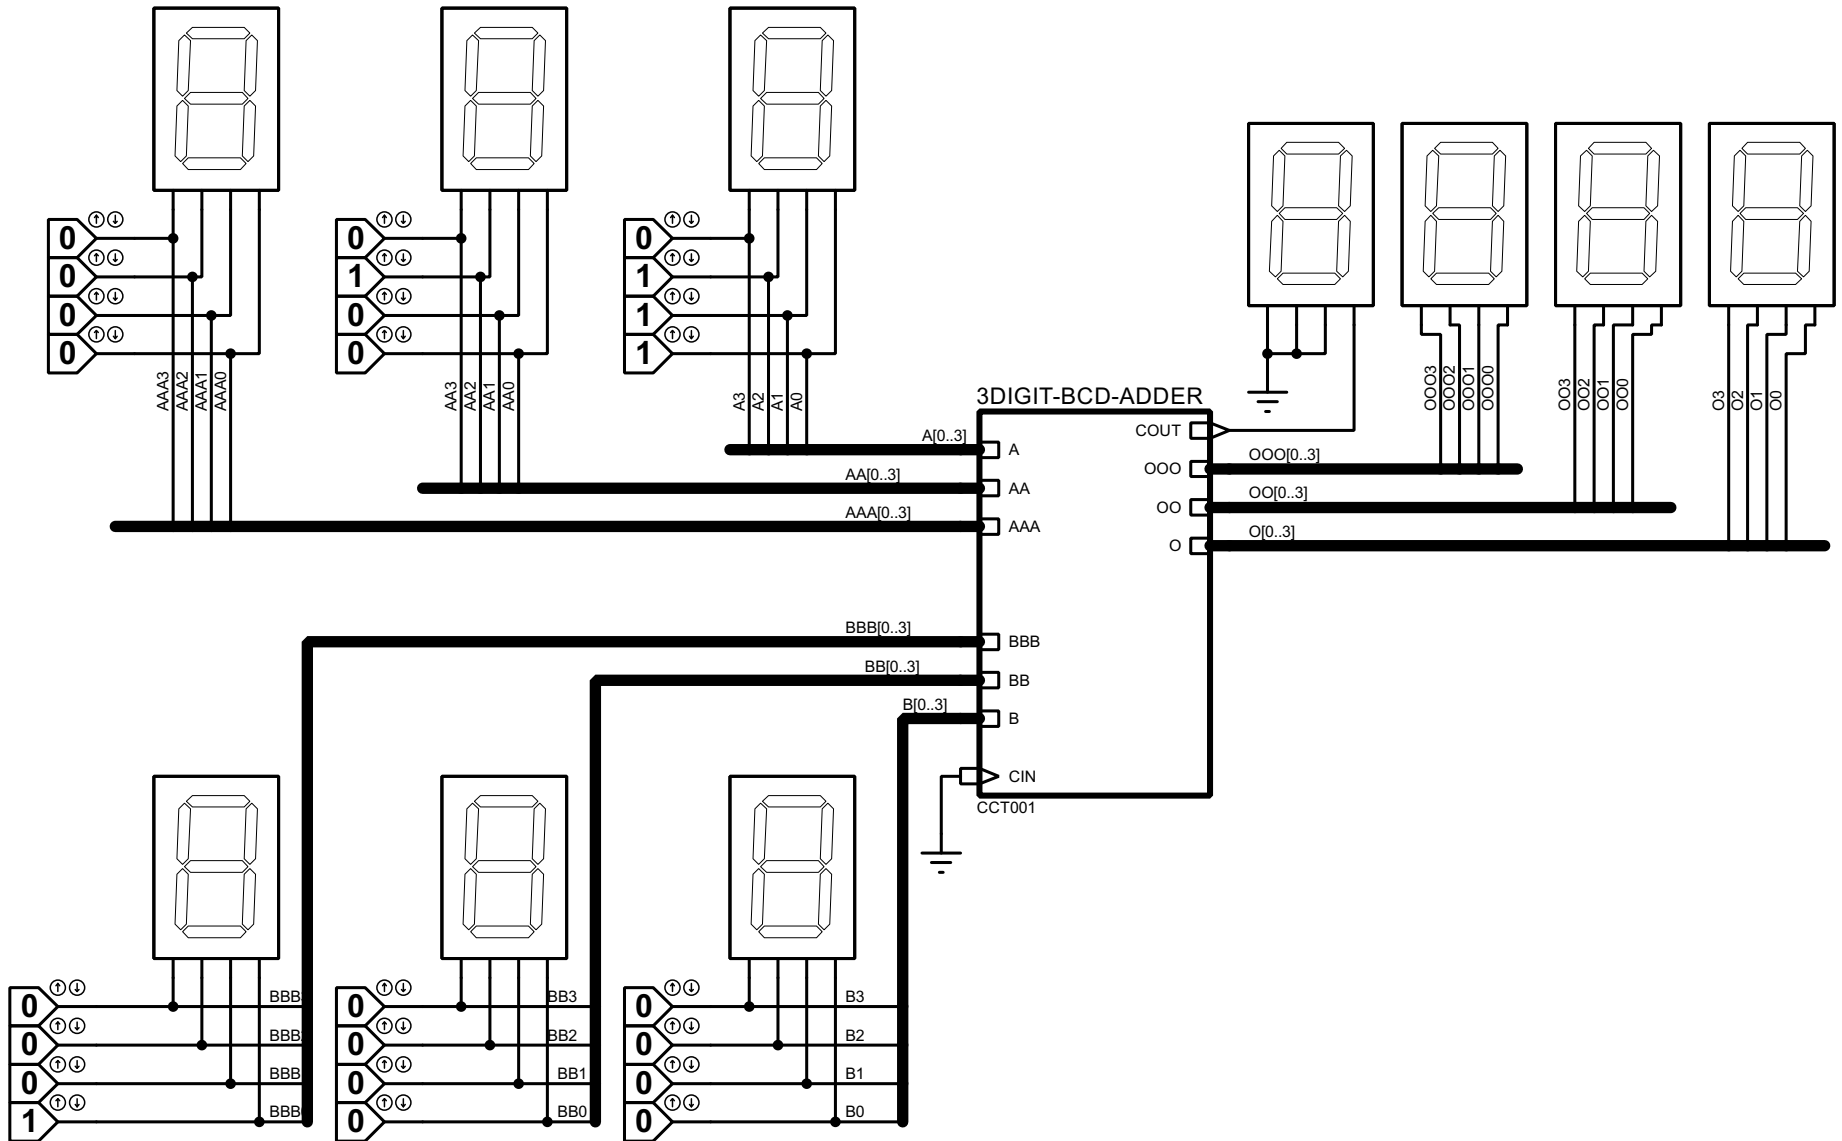 0
0
0
0
AAA3
AAA2
AAA1
AAA0
0
1
0
0
AA3
AA2
AA1
AA0
0
1
1
1
A3
A2
A1
A0
3DIGIT-BCD-ADDER
A[0..3]
A
AA[0..3]
AA
AAA[0..3]
AAA
BBB[0..3]
BBB
BB[0..3]
BB
B[0..3]
B
CIN
CCT001
COUT
OOO
OOO[0..3]
OO
OO[0..3]
O
O[0..3]
OOO3
OOO2
OOO1
OOO0
OO3
OO2
OO1
OO0
O3
O2
O1
O0
0
0
0
1
0
BB3
0
BB2
0
BB1
0
BB0
0
B3
0
B2
0
B1
0
B0